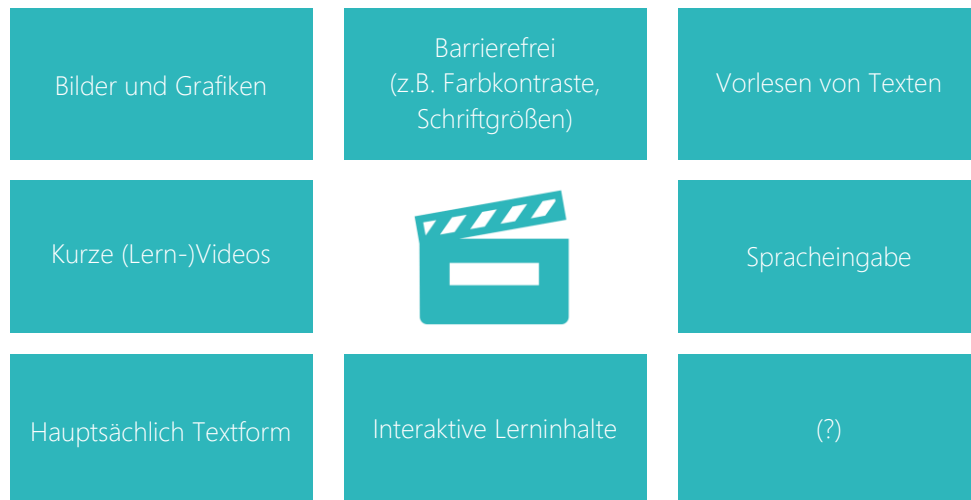 Bilder und Grafiken
Barrierefrei
(z.B. Farbkontraste,
Schriftgrößen)
Vorlesen von Texten
Kurze (Lern-)Videos
Spracheingabe
Hauptsächlich Textform
Interaktive Lerninhalte
(?)